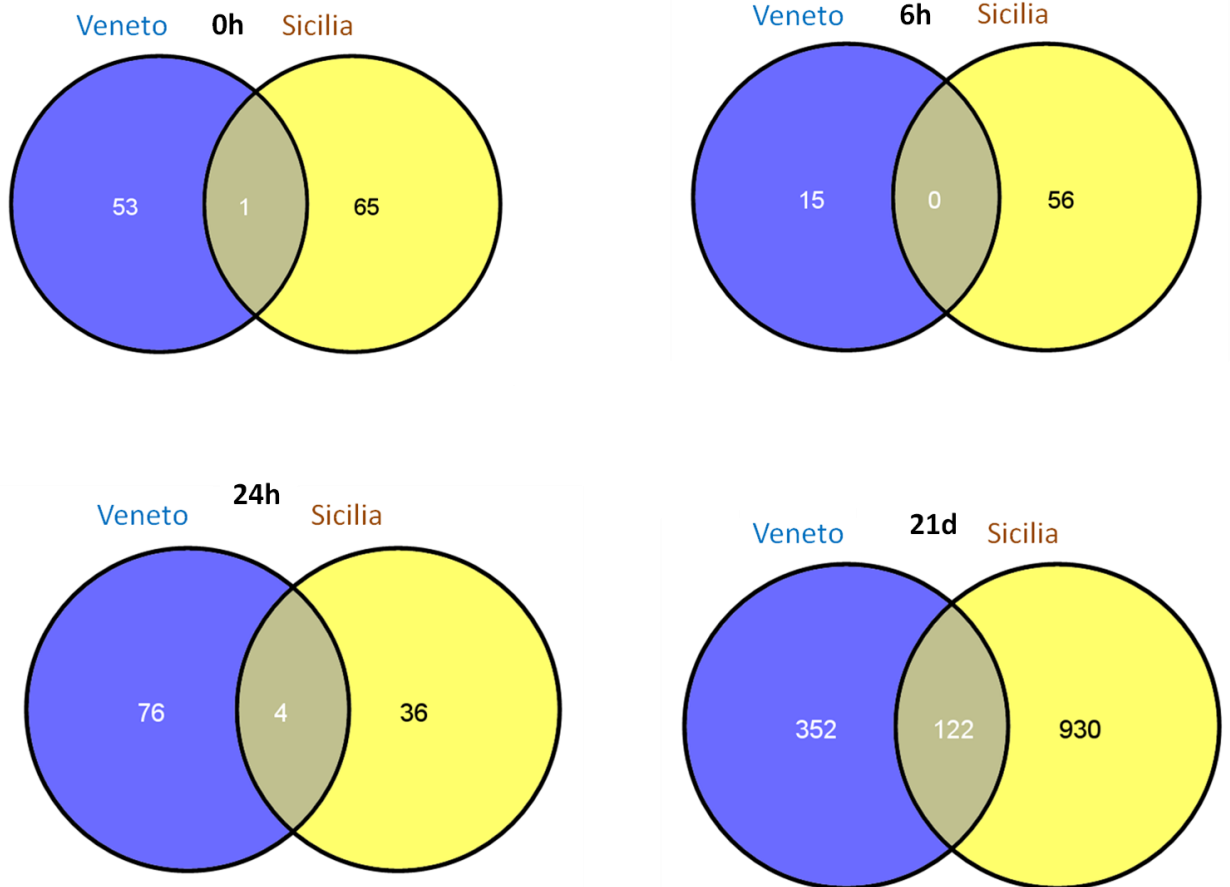 Veneto 0h Sicilia
53 1 65
Veneto 6h Sicilia
15 0 56
24h
Veneto Sicilia
76 4 36
Veneto 21d Sicilia
352 122 930